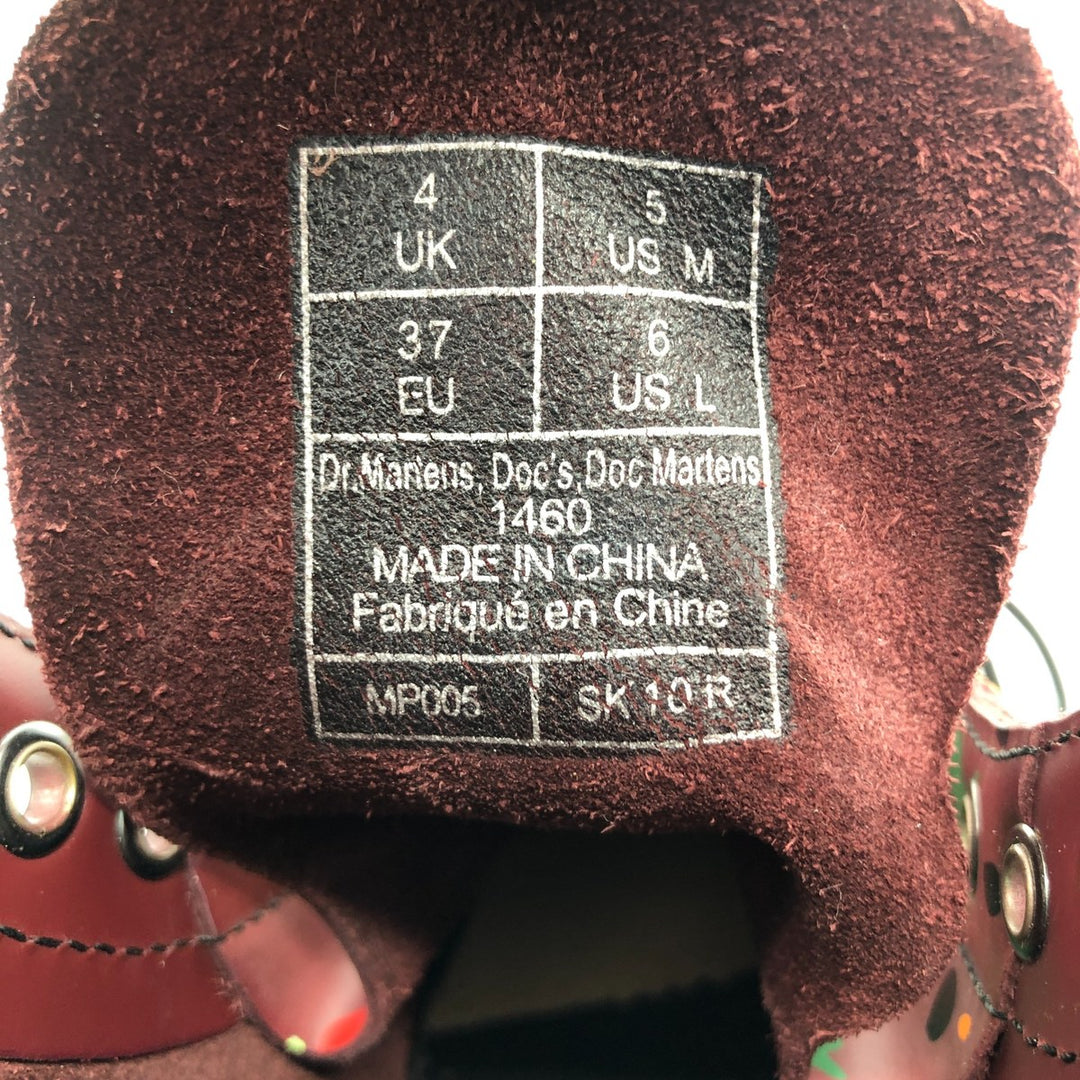 4
UK
5
US M
37
EU
6
US L
Dr.Martens, Doc's, Doc Martens
1460
MADE IN CHINA
Fabriqué en Chine
MP005
SK 10 R